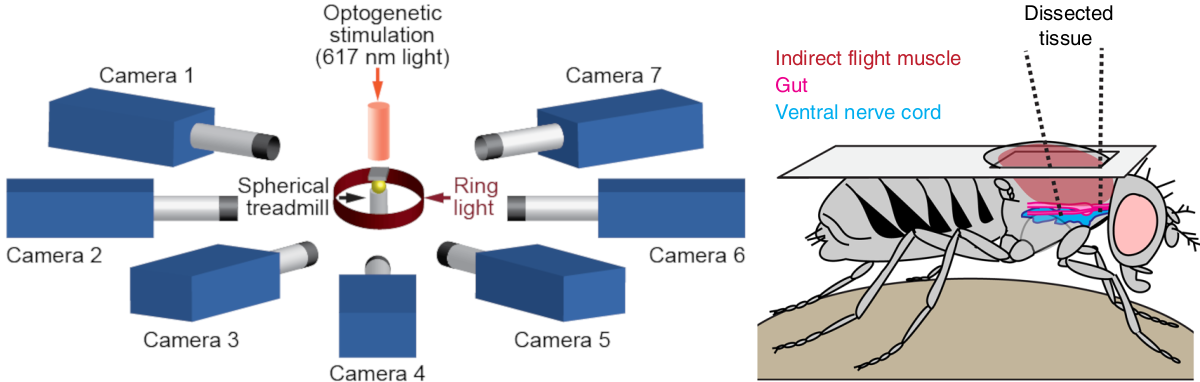 Optogenetic
stimulation
(617 nm light)
Camera 1
Camera 7
Spherical
treadmill
Ring
light
Camera 2
Camera 6
Camera 3
Camera 5
Camera 4
Dissected
tissue
Indirect flight muscle
Gut
Ventral nerve cord